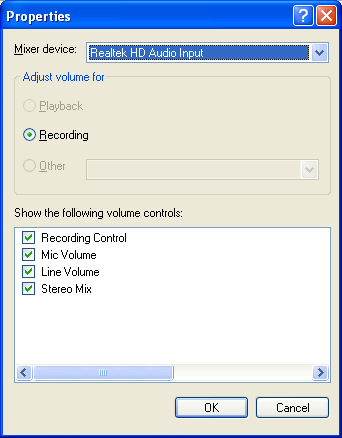 Properties
Mixer device: Realtek HD Audio Input
Adjust volume for
Playback
Recording
Other
Show the following volume controls:
Recording Control
Mic Volume
Line Volume
Stereo Mix
OK Cancel